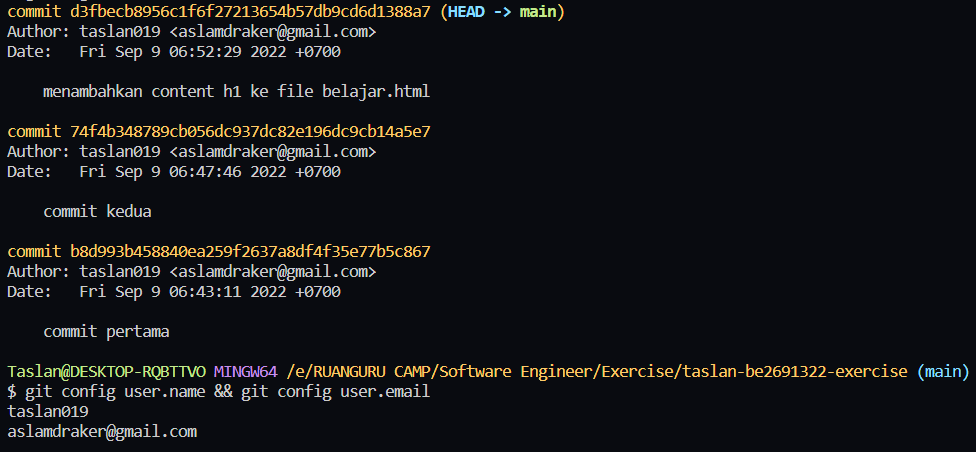 commit d3fbecb8956c1f6f27213654b57db9cd6d1388a7 (HEAD -> main)
Author: taslan019 <aslamdraker@gmail.com>
Date:   Fri Sep 9 06:52:29 2022 +0700
menambahkan content h1 ke file belajar.html
commit 74f4b348789cb056dc937dc82e196dc9cb14a5e7
Author: taslan019 <aslamdraker@gmail.com>
Date:   Fri Sep 9 06:47:46 2022 +0700
commit kedua
commit b8d993b458840ea259f2637a8df4f35e77b5c867
Author: taslan019 <aslamdraker@gmail.com>
Date:   Fri Sep 9 06:43:11 2022 +0700
commit pertama
Taslan@DESKTOP-RQBTTVO MINGW64 /e/RUANGURU CAMP/Software Engineer/Exercise/taslan-be2691322-exercise (main)
$ git config user.name && git config user.email
taslan019
aslamdraker@gmail.com